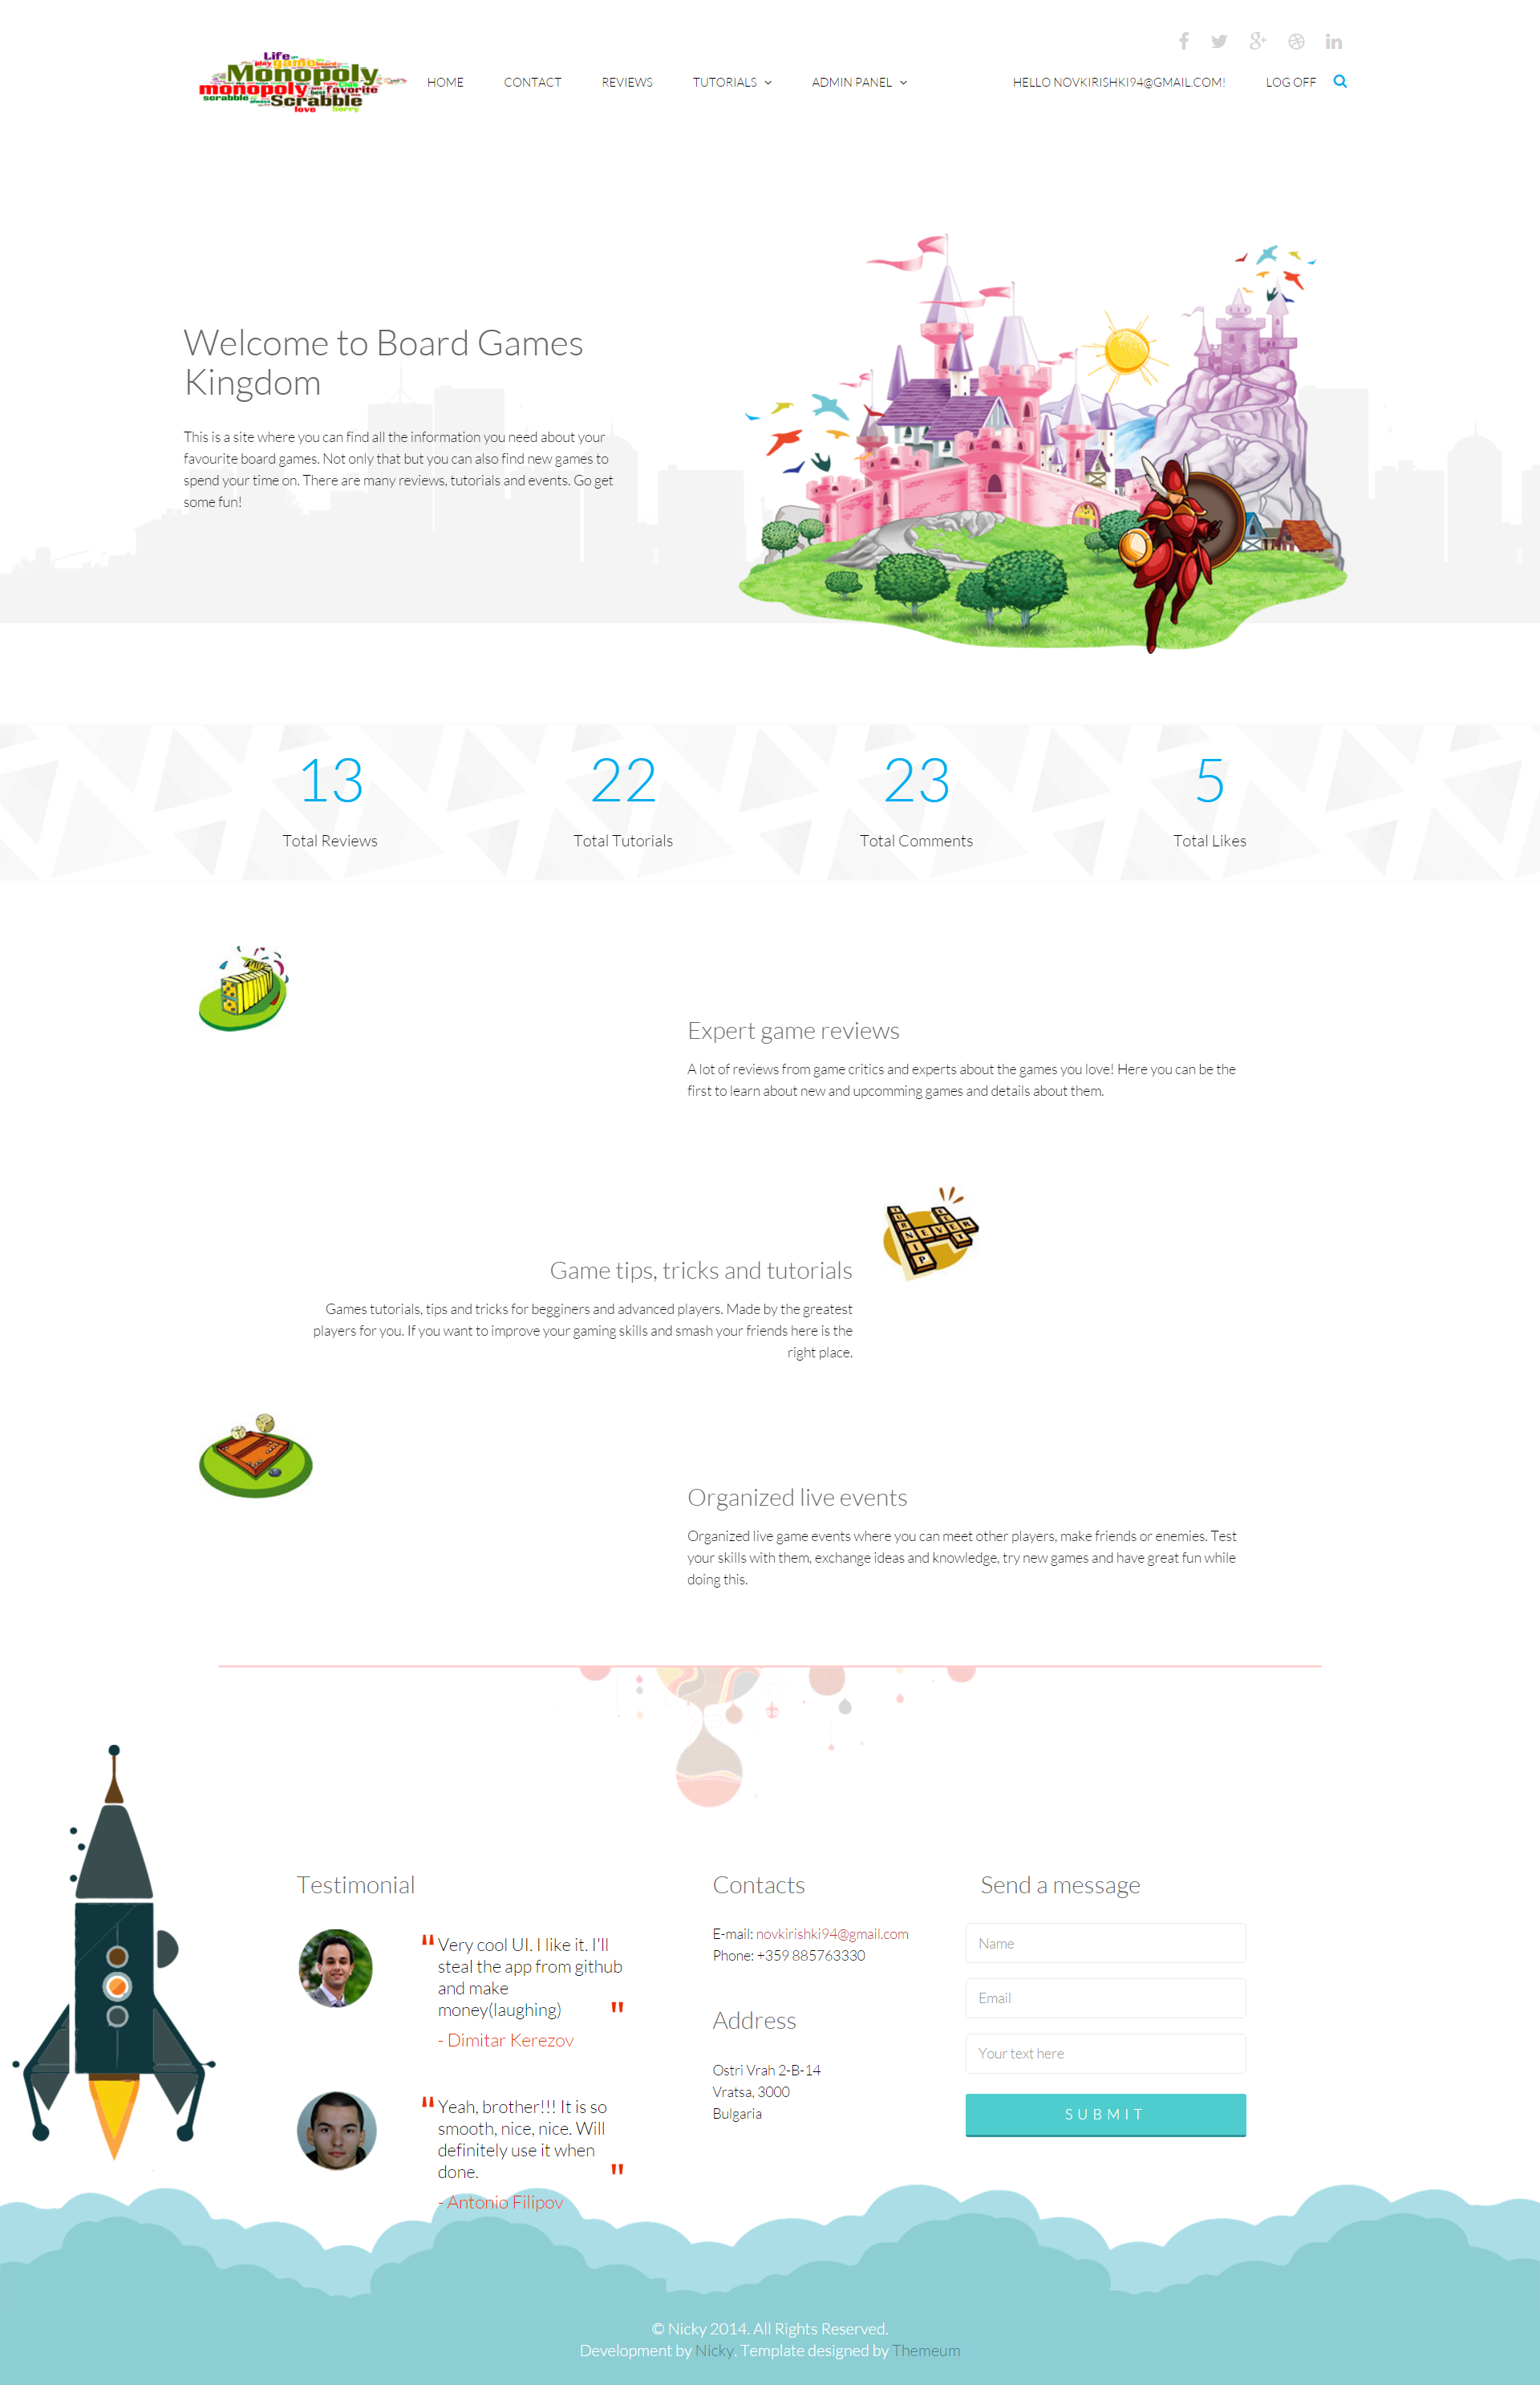 Life
play game board
Monopoly
monopoly best favorite
scrabble Scrabble
love sorry
HOME
CONTACT
REVIEWS
TUTORIALS
ADMIN PANEL
HELLO NOVKIRISHKI94@GMAIL.COM!
LOG OFF
Welcome to Board Games
Kingdom
This is a site where you can find all the information you need about your
favourite board games. Not only that but you can also find new games to
spend your time on. There are many reviews, tutorials and events. Go get
some fun!
13
22
23
5
Total Reviews
Total Tutorials
Total Comments
Total Likes
Expert game reviews
A lot of reviews from game critics and experts about the games you love! Here you can be the
first to learn about new and upcomming games and details about them.
Game tips, tricks and tutorials
Games tutorials, tips and tricks for begginers and advanced players. Made by the greatest
players for you. If you want to improve your gaming skills and smash your friends here is the
right place.
Organized live events
Organized live game events where you can meet other players, make friends or enemies. Test
your skills with them, exchange ideas and knowledge, try new games and have great fun while
doing this.
Testimonial
"Very cool UI. I like it. I'll
steal the app from github
and make
money(laughing)"
- Dimitar Kerezov
"Yeah, brother!!! It is so
smooth, nice, nice. Will
definitely use it when
done."
- Antonio Filipov
Contacts
E-mail: novkirishki94@gmail.com
Phone: +359 885763330
Address
Ostri Vrah 2-B-14
Vratsa, 3000
Bulgaria
Send a message
Name
Email
Your text here
SUBMIT
© Nicky 2014. All Rights Reserved.
Development by Nicky. Template designed by Themeum